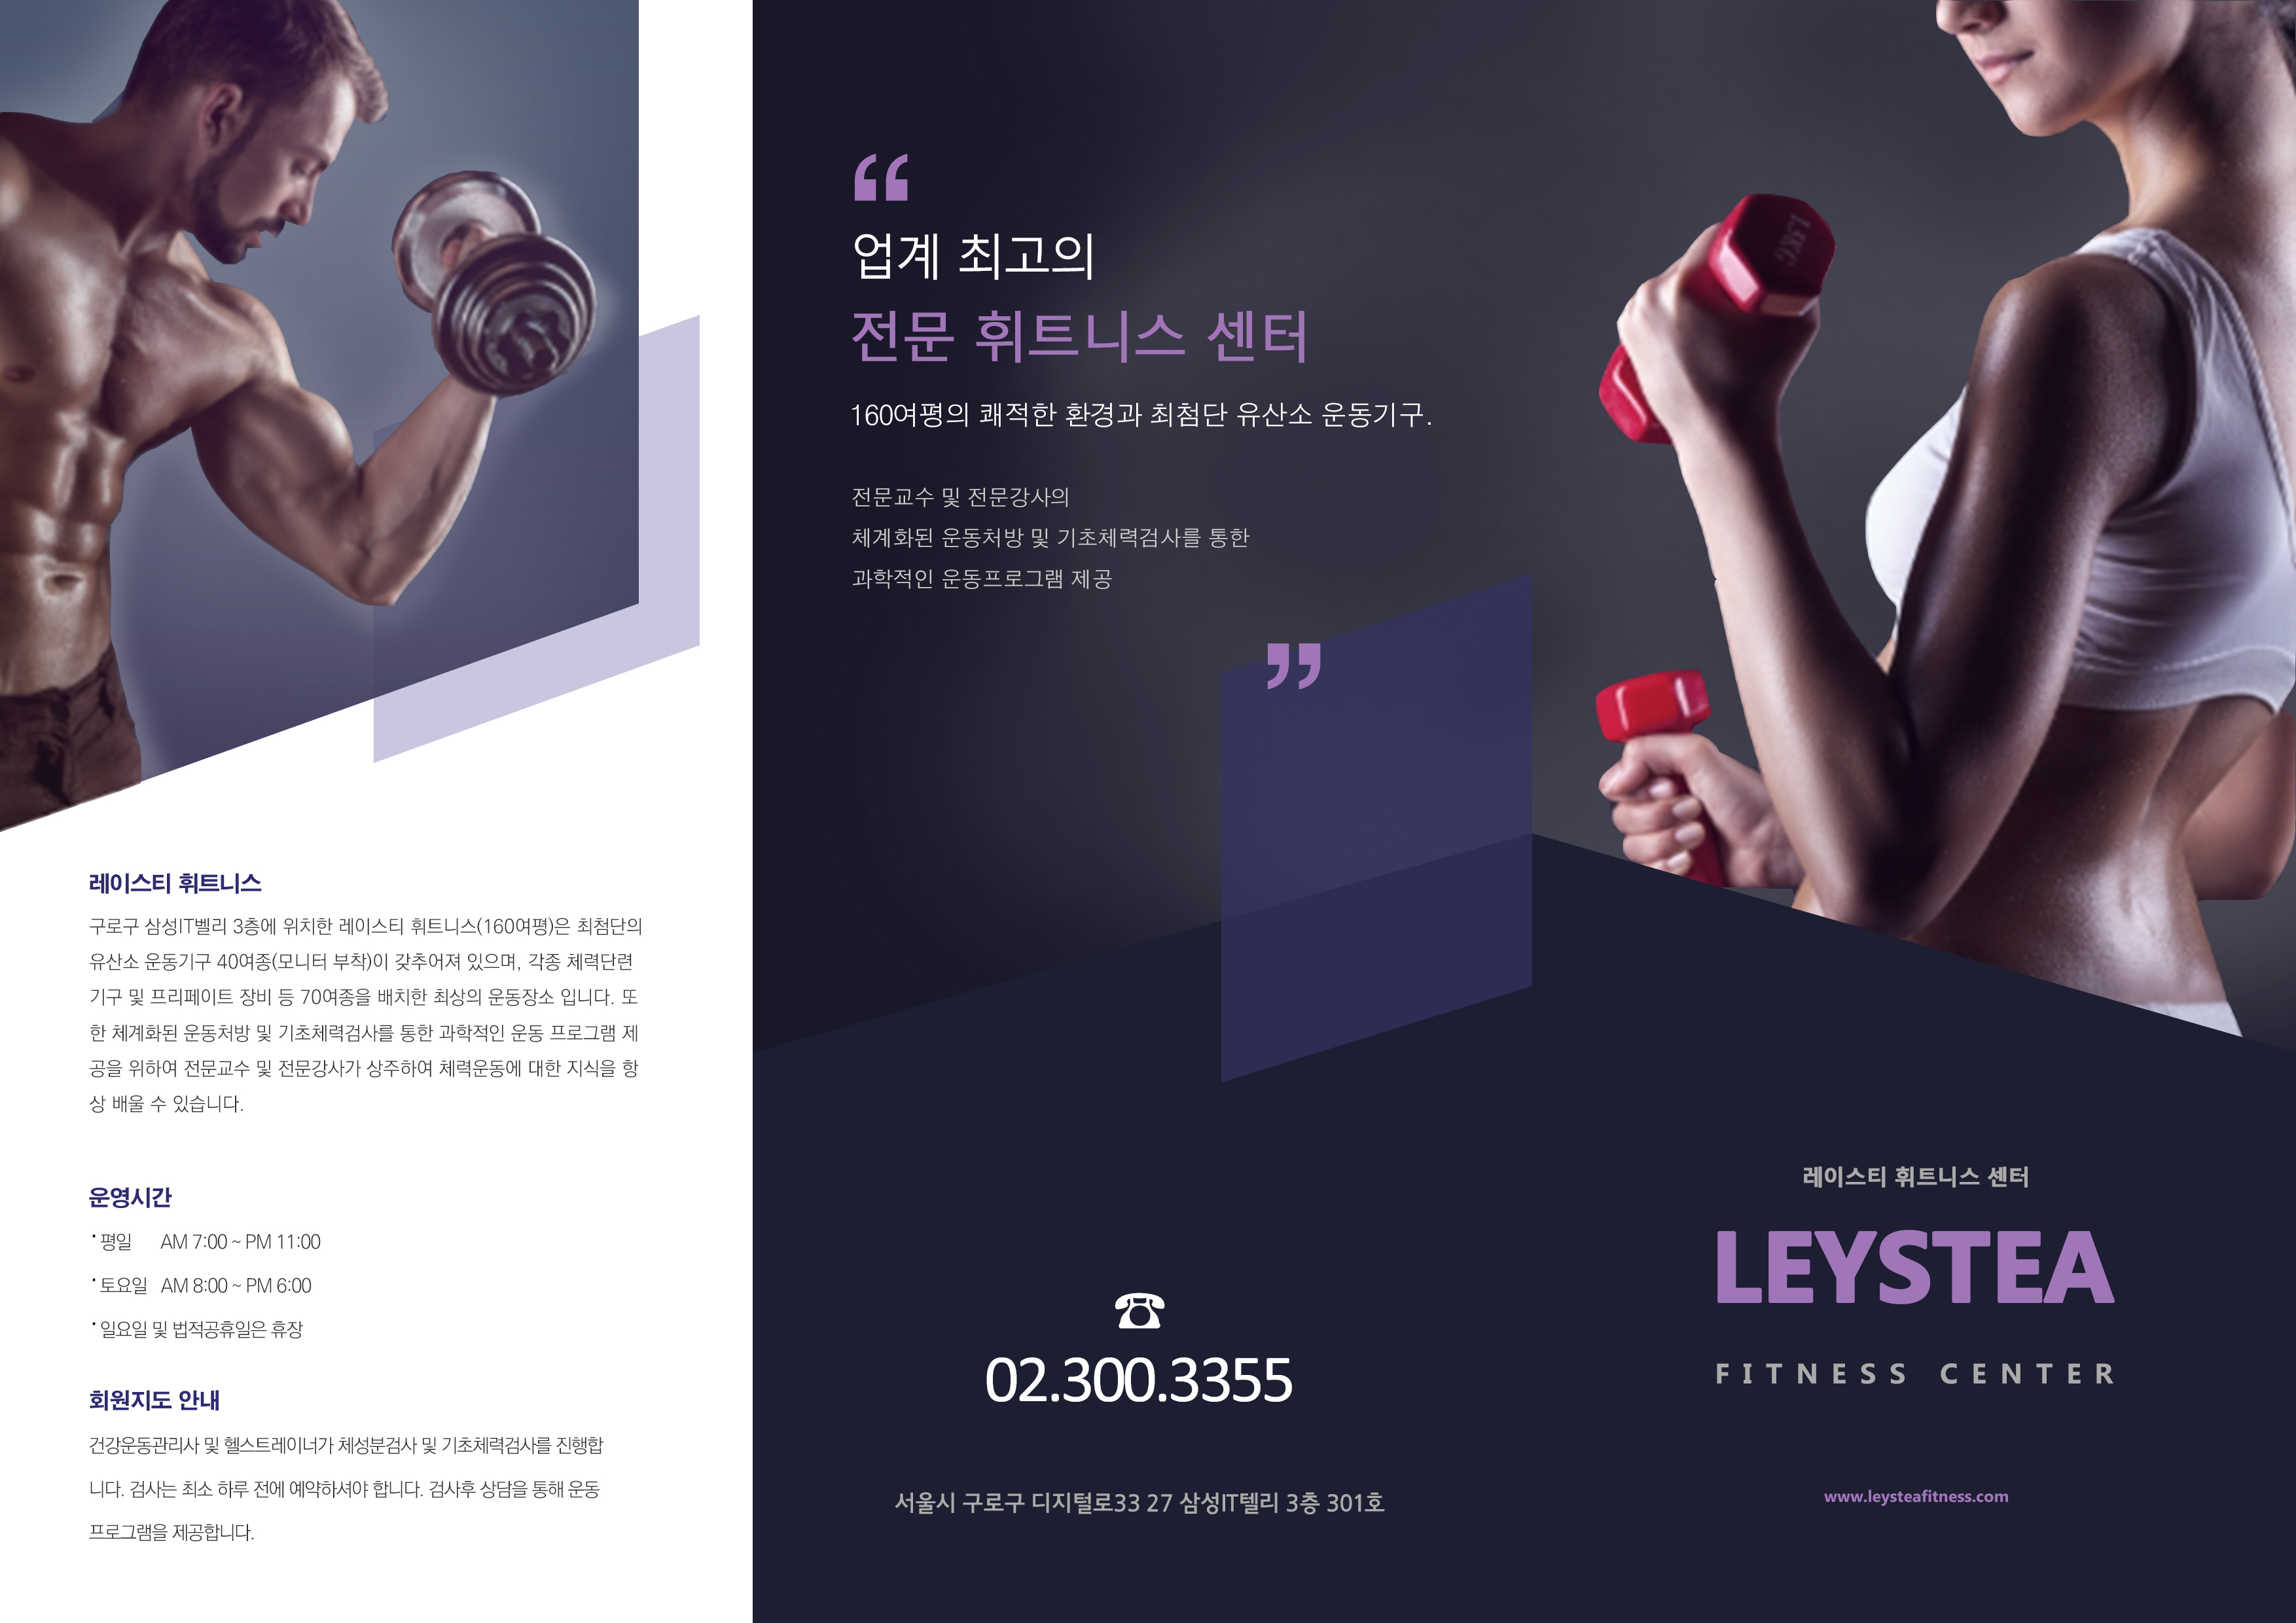 레이스티 휘트니스
구로구 삼성IT벨리 3층에 위치한 레이스티 휘트니스(160여평)은 최첨단의
유산소 운동기구 40여종(모니터 부착)이 갖추어져 있으며, 각종 체력단련
기구 및 프리페이트 장비 등 70여종을 배치한 최상의 운동장소 입니다. 또
한 체계화된 운동처방 및 기초체력검사를 통한 과학적인 운동 프로그램 제
공을 위하여 전문교수 및 전문강사가 상주하여 체력운동에 대한 지식을 항
상 배울 수 있습니다.
운영시간
· 평일 AM 7:00 ~ PM 11:00
· 토요일 AM 8:00 ~ PM 6:00
· 일요일 및 법적공휴일은 휴장
회원지도 안내
건강운동관리사 및 헬스트레이너가 체성분검사 및 기초체력검사를 진행합
니다. 검사는 최소 하루 전에 예약하셔야 합니다. 검사후 상담을 통해 운동
프로그램을 제공합니다.
“
업계 최고의
전문 휘트니스 센터
160여평의 쾌적한 환경과 최첨단 유산소 운동기구.
전문교수 및 전문강사의
체계화된 운동처방 및 기초체력검사를 통한
과학적인 운동프로그램 제공
”
02.300.3355
서울시 구로구 디지털로33 27 삼성IT텔리 3층 301호
1.5KG
레이스티 휘트니스 센터
LEYSTEA
FITNESS CENTER
www.leysteafitness.com